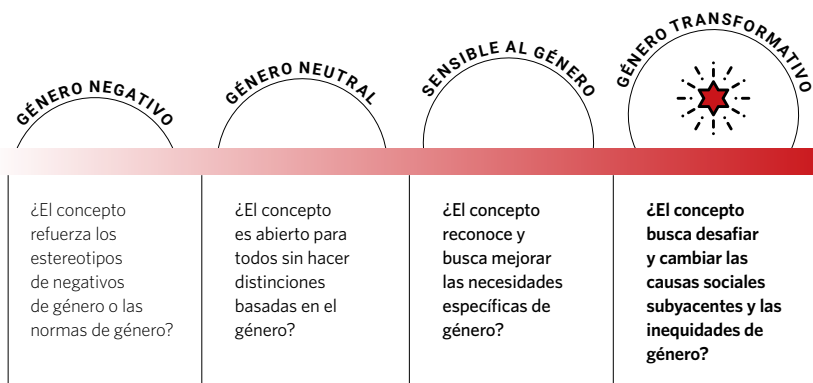 GÉNERO NEGATIVO
¿El concepto
refuerza los
estereotipos
de negativos
de género o las
normas de género?
GÉNERO NEUTRAL
¿El concepto
es abierto para
todos sin hacer
distinciones
basadas en el
género?
SENSIBLE AL GÉNERO
¿El concepto
reconoce y
busca mejorar
las necesidades
específicas de
género?
GÉNERO TRANSFORMATIVO
¿El concepto
busca desafiar
y cambiar las
causas sociales
subyacentes y las
inequidades de
género?